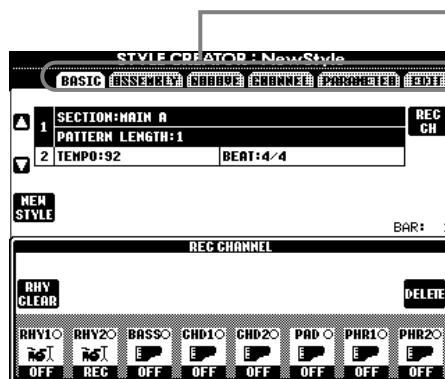 STYLE CREATOR : NewStyle
BASIC ASSEMBLY GROOVE CHANNEL PARAMETER EDIT
1 SECTION:MAIN A
PATTERN LENGTH:1
REC CH
2 TEMPO:92 BEAT:4/4
NEW STYLE
BAR:
REC CHANNEL
RHY CLEAR
DELETE
RHY1 RHY2 BASS CHD1 CHD2 PAD PHR1 PHR2
OFF REC OFF OFF OFF OFF OFF OFF